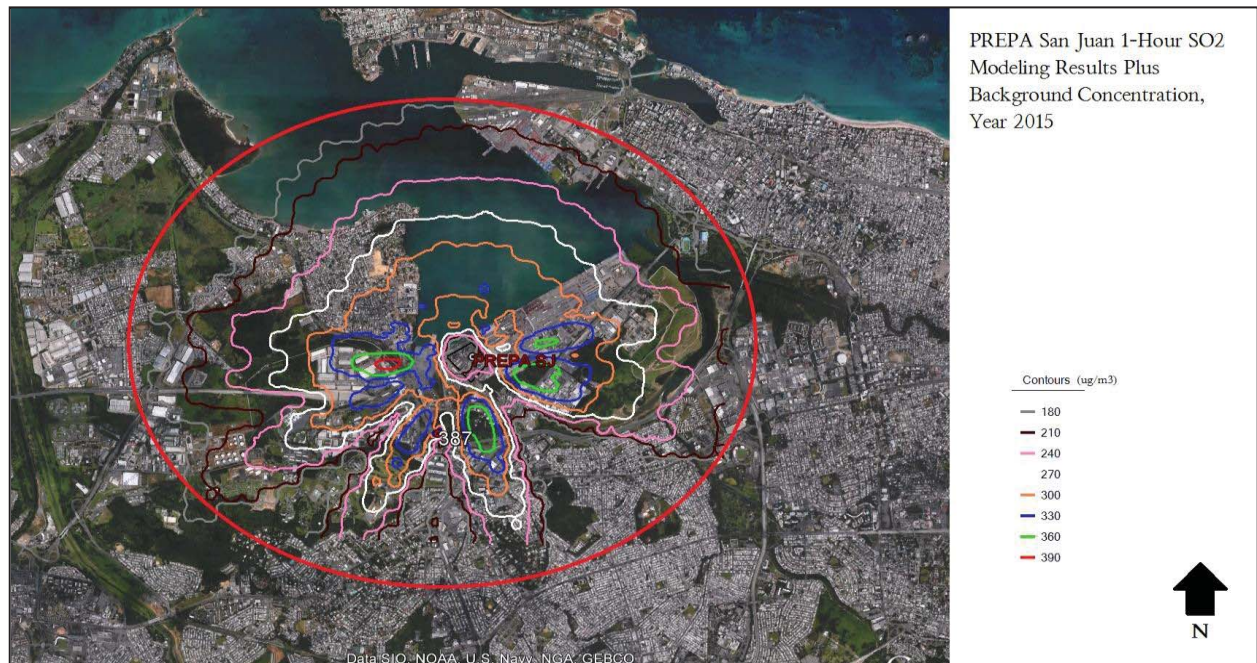 PREPA San Juan 1-Hour SO2
Modeling Results Plus
Background Concentration,
Year 2015
PREPA SJ
387
Contours (ug/m3)
180
210
240
270
300
330
360
390
N
Data SIO, NOAA, U.S. Navy, NGA, GEBCO